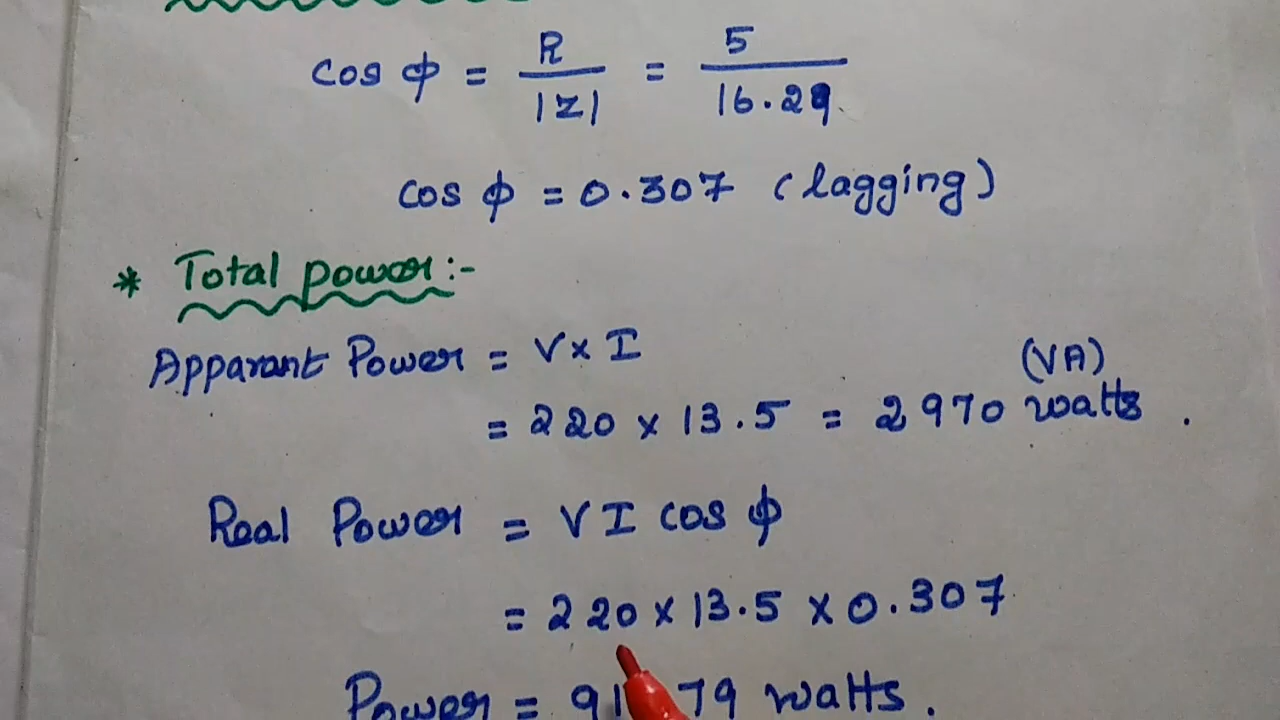 cos φ = R / |Z| = 5 / 16.29
cos φ = 0.307 (lagging)
* Total power:-
Apparant Power = V x I
(VA)
= 220 x 13.5 = 2970 watts .
Real Power = V I cos φ
= 220 x 13.5 x 0.307
Power = 91 79 watts.